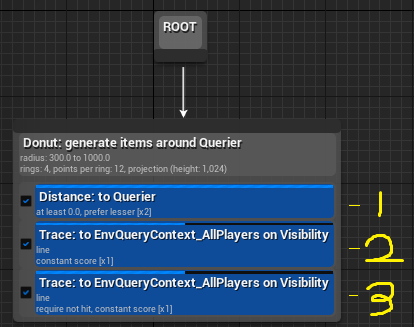 ROOT
Donut: generate items around Querier
radius: 300.0 to 1000.0
rings: 4, points per ring: 12, projection (height: 1,024)
Distance: to Querier
at least 0.0, prefer lesser [x2]
- 1
Trace: to EnvQueryContext_AllPlayers on Visibility
line
constant score [x1]
- 2
Trace: to EnvQueryContext_AllPlayers on Visibility
line
require not hit, constant score [x1]
- 3